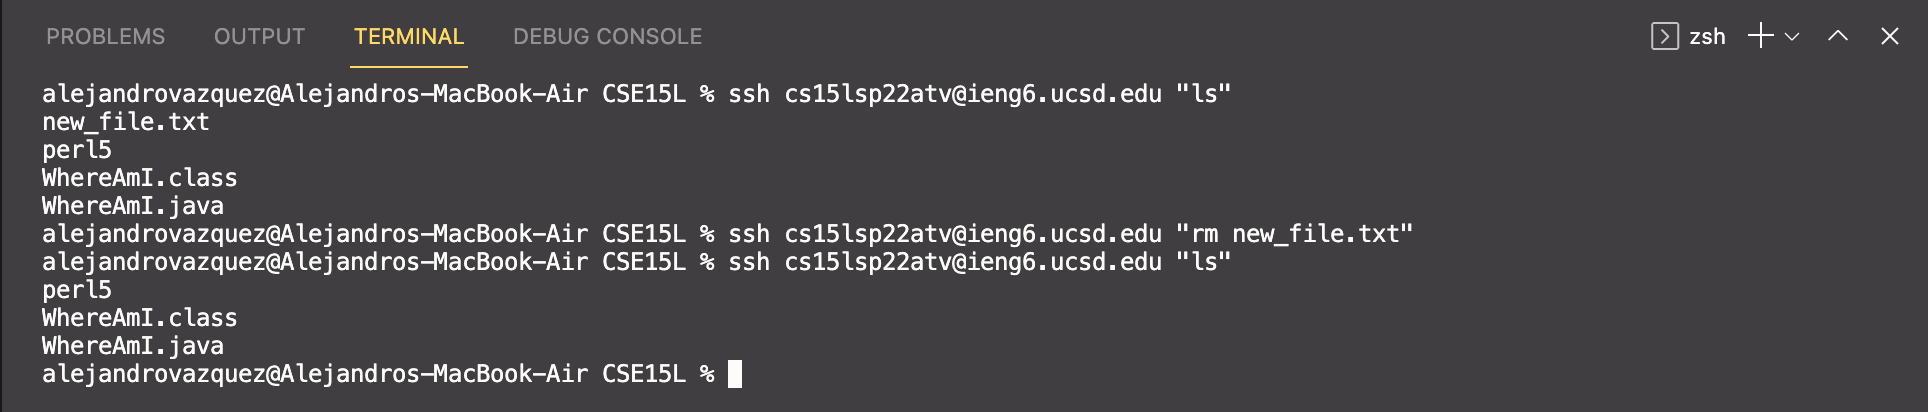 PROBLEMS OUTPUT TERMINAL DEBUG CONSOLE zsh
alejandrovazquez@Alejandros-MacBook-Air CSE15L % ssh cs15lsp22atv@ieng6.ucsd.edu "ls"
new_file.txt
perl5
WhereAmI.class
WhereAmI.java
alejandrovazquez@Alejandros-MacBook-Air CSE15L % ssh cs15lsp22atv@ieng6.ucsd.edu "rm new_file.txt"
alejandrovazquez@Alejandros-MacBook-Air CSE15L % ssh cs15lsp22atv@ieng6.ucsd.edu "ls"
perl5
WhereAmI.class
WhereAmI.java
alejandrovazquez@Alejandros-MacBook-Air CSE15L %